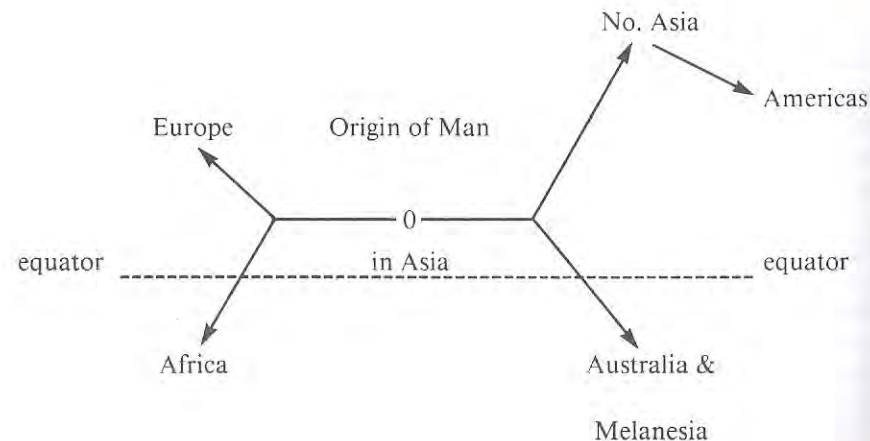 No. Asia
Americas
Europe
Origin of Man
0
equator
in Asia
equator
Africa
Australia &
Melanesia